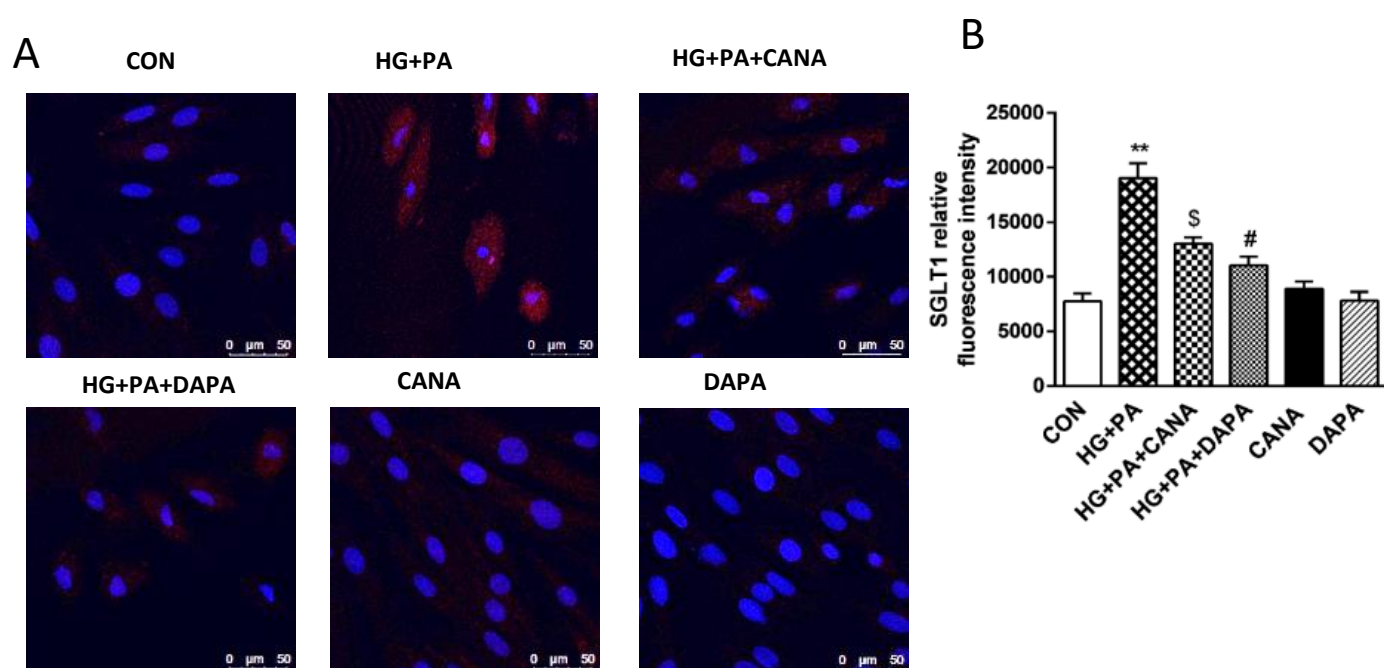 A
CON
HG+PA
HG+PA+CANA
0 µm 50
0 µm 50
0 µm 50
HG+PA+DAPA
CANA
DAPA
0 µm 50
0 µm 50
0 µm 50
B
SGLT1 relative
fluorescence intensity
25000
20000
15000
10000
5000
0
**
$
#
CON
HG+PA
HG+PA+CANA
HG+PA+DAPA
CANA
DAPA